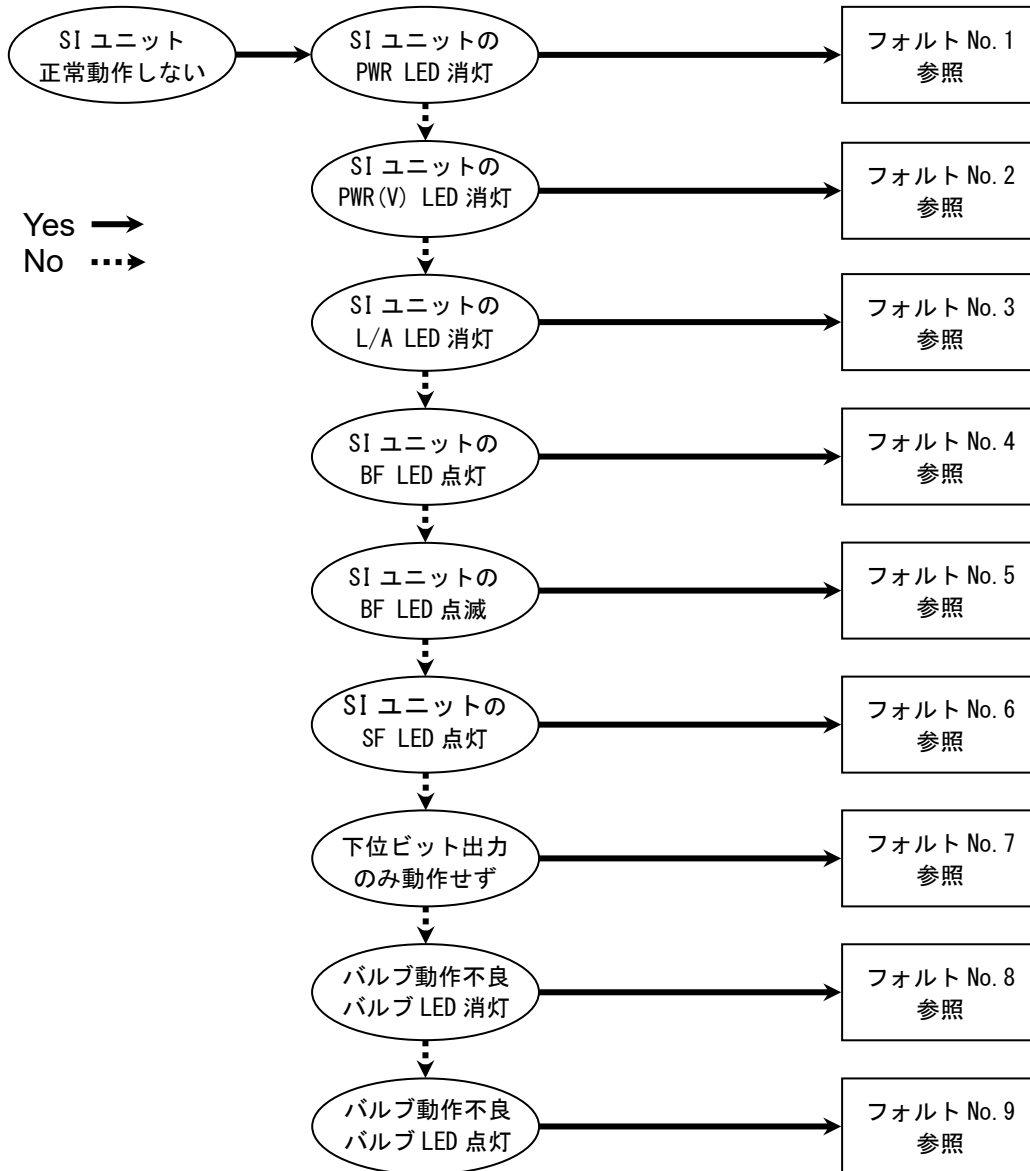 SI ユニット
正常動作しない
SI ユニットの
PWR LED 消灯
フォルト No. 1
参照
SI ユニットの
PWR(V) LED 消灯
フォルト No. 2
参照
Yes
No
SI ユニットの
L/A LED 消灯
フォルト No. 3
参照
SI ユニットの
BF LED 点灯
フォルト No. 4
参照
SI ユニットの
BF LED 点滅
フォルト No. 5
参照
SI ユニットの
SF LED 点灯
フォルト No. 6
参照
下位ビット出力
のみ動作せず
フォルト No. 7
参照
バルブ動作不良
バルブ LED 消灯
フォルト No. 8
参照
バルブ動作不良
バルブ LED 点灯
フォルト No. 9
参照